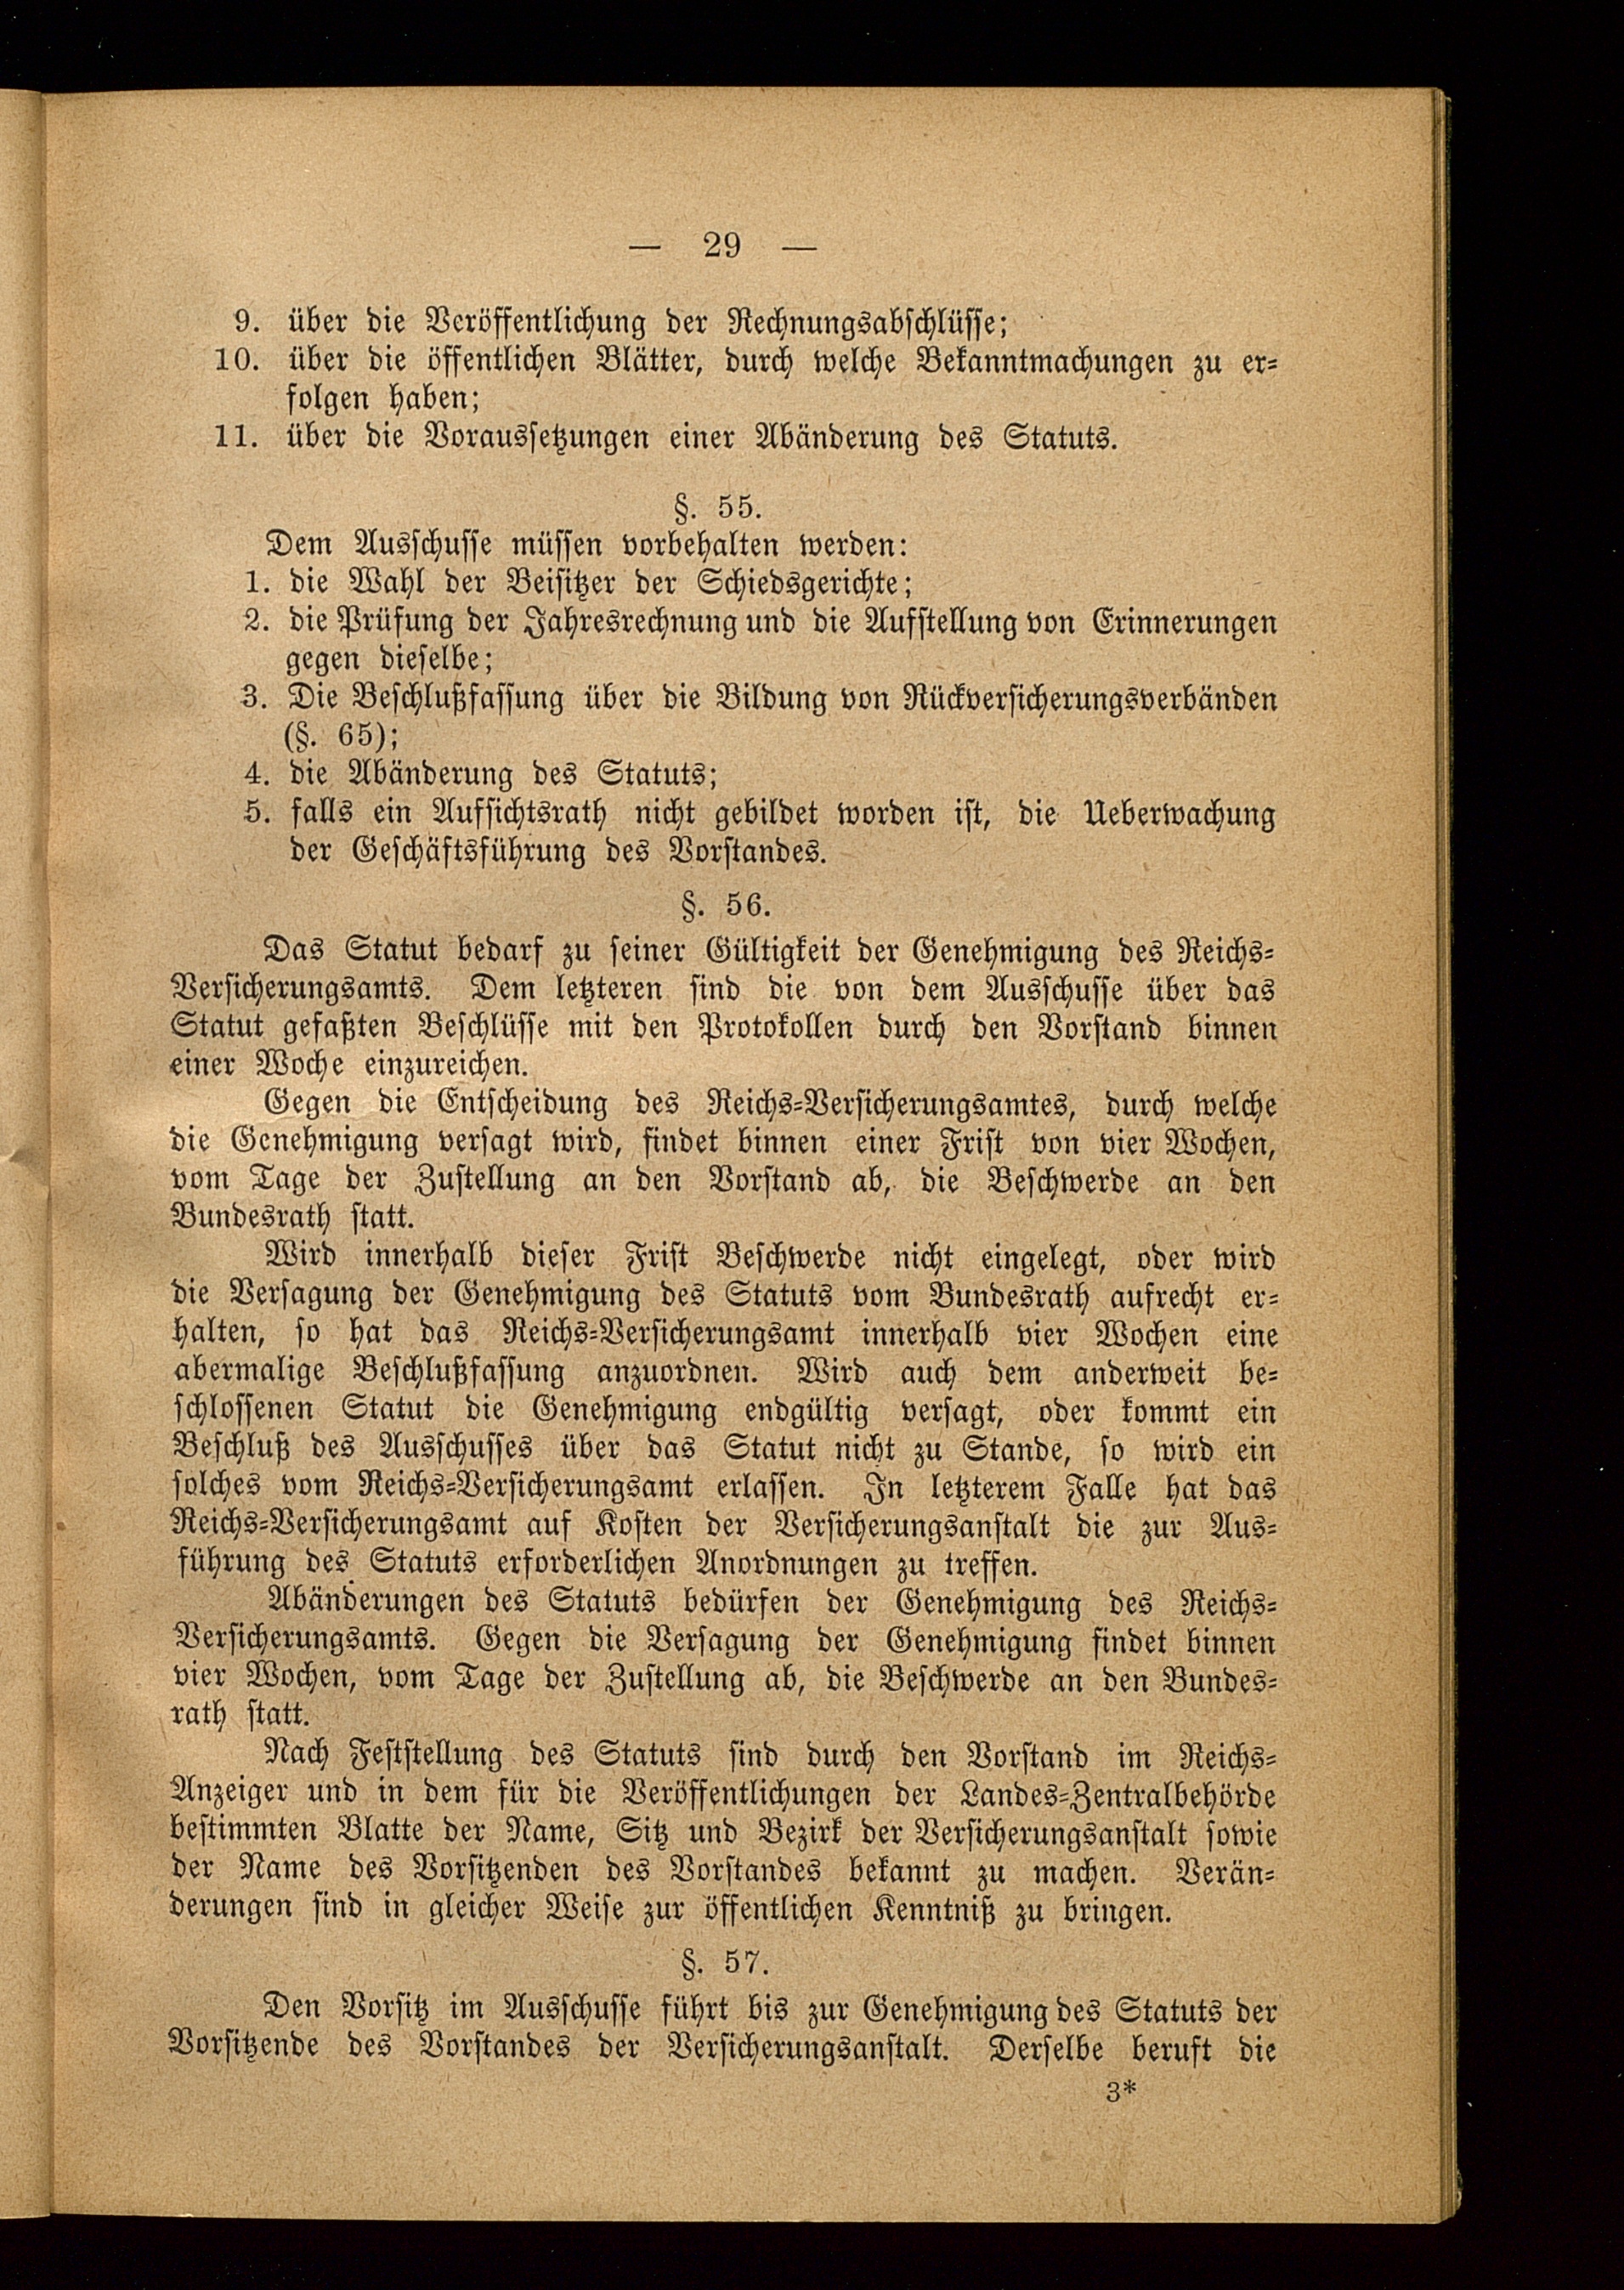 — 29 —
9. über die Veröffentlichung der Rechnungsabschlüsse;
10. über die öffentlichen Blätter, durch welche Bekanntmachungen zu er-
folgen haben;
11. über die Voraussetzungen einer Abänderung des Statuts.
§. 55.
Dem Ausschusse müssen vorbehalten werden:
1. die Wahl der Beisitzer der Schiedsgerichte;
2. die Prüfung der Jahresrechnung und die Aufstellung von Erinnerungen
gegen dieselbe;
3. Die Beschlußfassung über die Bildung von Rückversicherungsverbänden
(§. 65);
4. die Abänderung des Statuts;
5. falls ein Aufsichtsrath nicht gebildet worden ist, die Ueberwachung
der Geschäftsführung des Vorstandes.
§. 56.
Das Statut bedarf zu seiner Gültigkeit der Genehmigung des Reichs-
Versicherungsamts. Dem letzteren sind die von dem Ausschusse über das
Statut gefaßten Beschlüsse mit den Protokollen durch den Vorstand binnen
einer Woche einzureichen.
Gegen die Entscheidung des Reichs-Versicherungsamtes, durch welche
die Genehmigung versagt wird, findet binnen einer Frist von vier Wochen,
vom Tage der Zustellung an den Vorstand ab, die Beschwerde an den
Bundesrath statt.
Wird innerhalb dieser Frist Beschwerde nicht eingelegt, oder wird
die Versagung der Genehmigung des Statuts vom Bundesrath aufrecht er-
halten, so hat das Reichs-Versicherungsamt innerhalb vier Wochen eine
abermalige Beschlußfassung anzuordnen. Wird auch dem anderweit be-
schlossenen Statut die Genehmigung endgültig versagt, oder kommt ein
Beschluß des Ausschusses über das Statut nicht zu Stande, so wird ein
solches vom Reichs-Versicherungsamt erlassen. In letzterem Falle hat das
Reichs-Versicherungsamt auf Kosten der Versicherungsanstalt die zur Aus-
führung des Statuts erforderlichen Anordnungen zu treffen.
Abänderungen des Statuts bedürfen der Genehmigung des Reichs-
Versicherungsamts. Gegen die Versagung der Genehmigung findet binnen
vier Wochen, vom Tage der Zustellung ab, die Beschwerde an den Bundes-
rath statt.
Nach Feststellung des Statuts sind durch den Vorstand im Reichs-
Anzeiger und in dem für die Veröffentlichungen der Landes-Zentralbehörde
bestimmten Blatte der Name, Sitz und Bezirk der Versicherungsanstalt sowie
der Name des Vorsitzenden des Vorstandes bekannt zu machen. Verän-
derungen sind in gleicher Weise zur öffentlichen Kenntniß zu bringen.
§. 57.
Den Vorsitz im Ausschusse führt bis zur Genehmigung des Statuts der
Vorsitzende des Vorstandes der Versicherungsanstalt. Derselbe beruft die
3*